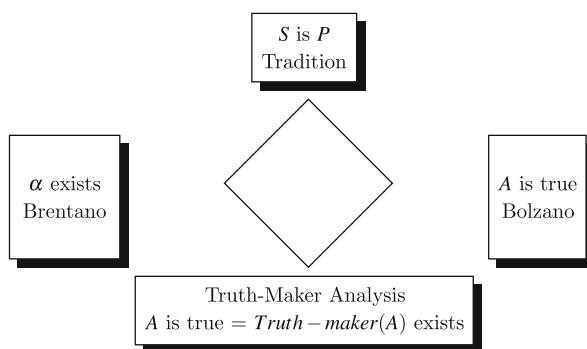 S is P
Tradition
α exists
Brentano
A is true
Bolzano
Truth-Maker Analysis
A is true = Truth−maker(A) exists